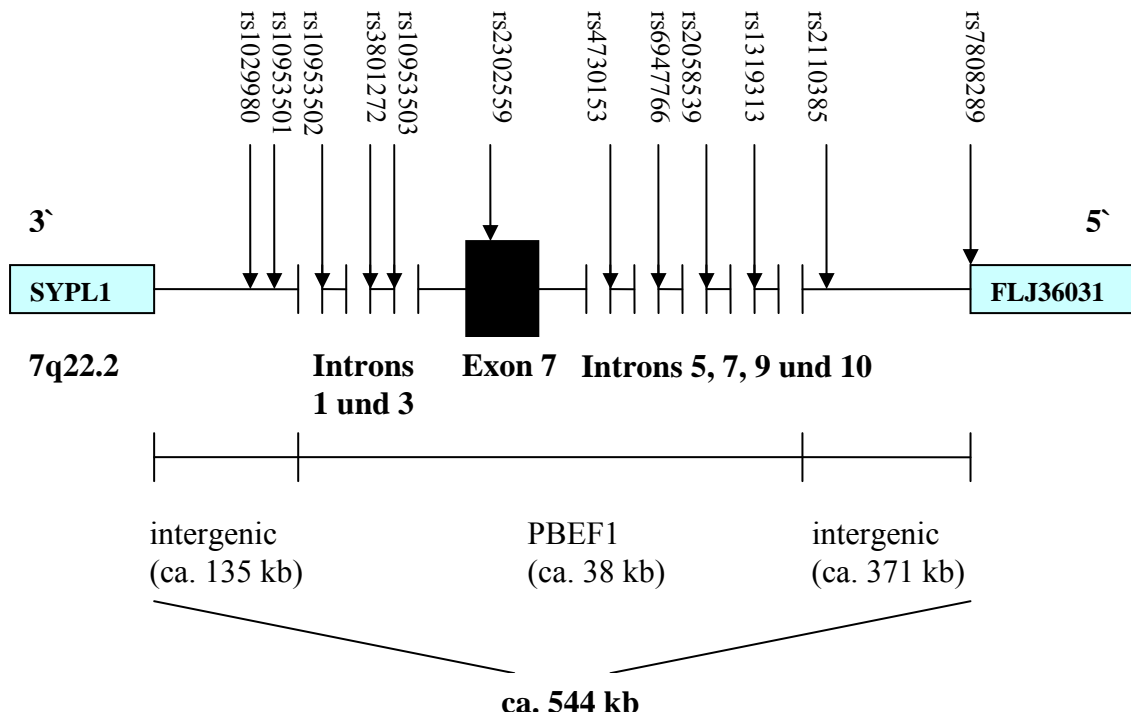 rs1029980
rs10953501
rs10953502
rs3801272
rs10953503
rs2302559
rs4730153
rs6947766
rs2058539
rs1319313
rs2110385
rs7808289
3`
5`
SYPL1
FLJ36031
7q22.2
Introns
1 und 3
Exon 7
Introns 5, 7, 9 und 10
intergenic
(ca. 135 kb)
PBEF1
(ca. 38 kb)
intergenic
(ca. 371 kb)
ca. 544 kb